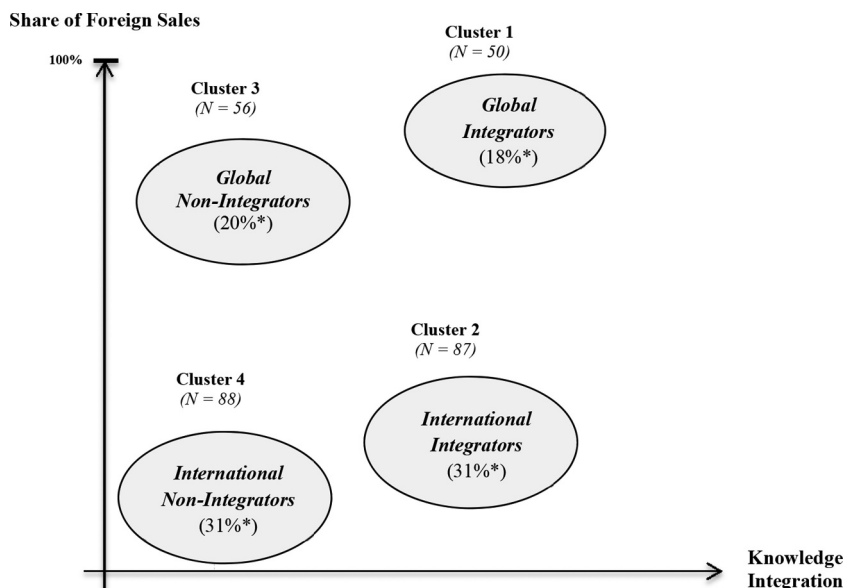 Share of Foreign Sales
100%
Cluster 1
(N = 50)
Global
Integrators
(18%*)
Cluster 3
(N = 56)
Global
Non-Integrators
(20%*)
Cluster 2
(N = 87)
International
Integrators
(31%*)
Cluster 4
(N = 88)
International
Non-Integrators
(31%*)
Knowledge
Integration